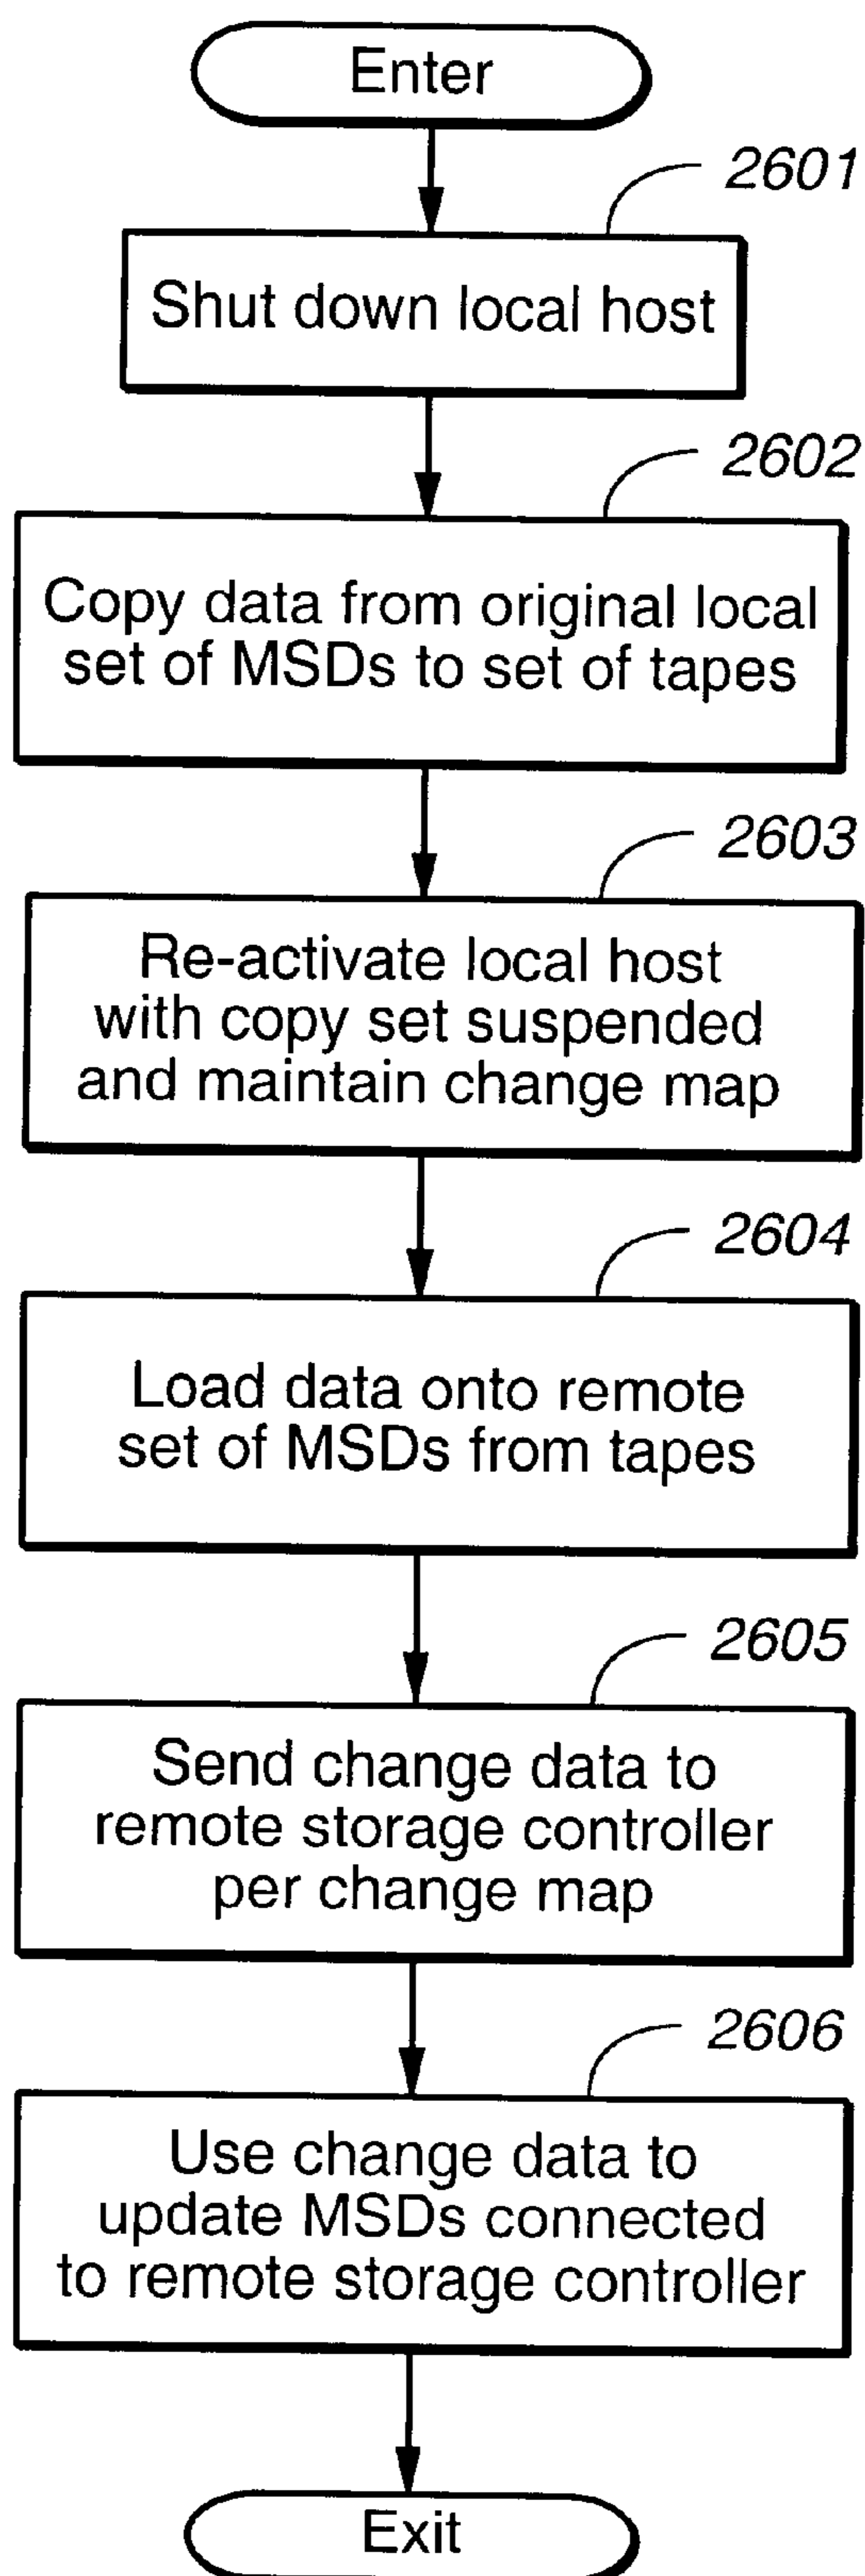 Enter
2601
Shut down local host
2602
Copy data from original local
set of MSDs to set of tapes
2603
Re-activate local host
with copy set suspended
and maintain change map
2604
Load data onto remote
set of MSDs from tapes
2605
Send change data to
remote storage controller
per change map
2606
Use change data to
update MSDs connected
to remote storage controller
Exit